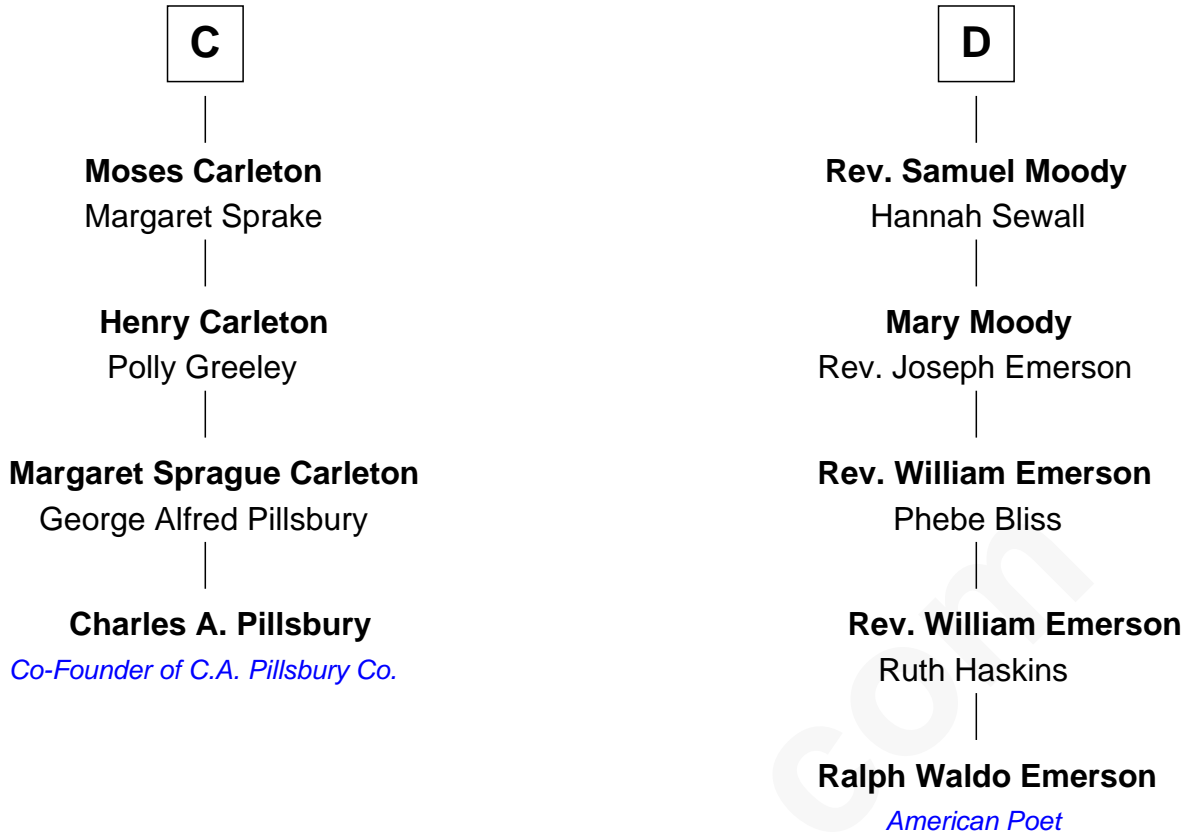 C
Moses Carleton
Margaret Sprake
Henry Carleton
Polly Greeley
Margaret Sprague Carleton
George Alfred Pillsbury
Charles A. Pillsbury
Co-Founder of C.A. Pillsbury Co.
D
Rev. Samuel Moody
Hannah Sewall
Mary Moody
Rev. Joseph Emerson
Rev. William Emerson
Phebe Bliss
Rev. William Emerson
Ruth Haskins
Ralph Waldo Emerson
American Poet
com